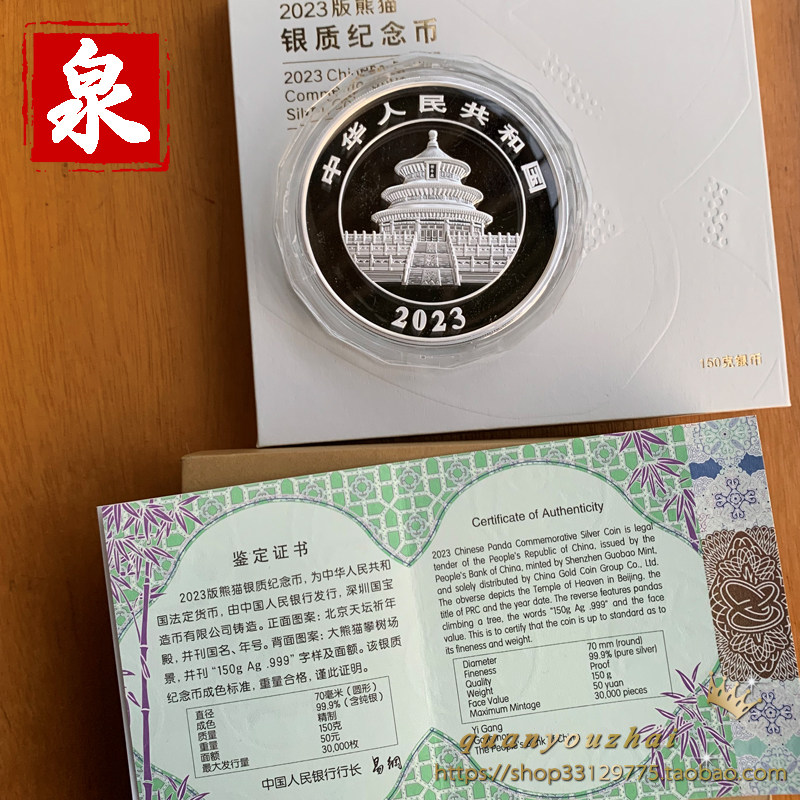 泉
2023版熊猫
银质纪念币
2023 Chinese
Comm
Sil
中华人民共和国
2023
150克银币
鉴定证书
2023版熊猫银质纪念币，为中华人民共和
国法定货币，由中国人民银行发行，深圳国宝
造币有限公司铸造。正面图案：北京天坛祈年
殿，并刊国名、年号。背面图案：大熊猫攀树场
景，并刊“150g Ag .999”字样及面额。该银质
纪念币成色标准，重量合格，谨此证明。
直径 70毫米（圆形）
成色 99.9%（含纯银）
质量 精制
重量 150克
面额 50元
最大发行量 30,000枚
中国人民银行行长 易纲
Certificate of Authenticity
2023 Chinese Panda Commemorative Silver Coin is legal
tender of the People's Republic of China, issued by the
People's Bank of China, minted by Shenzhen Guobao Mint,
and solely distributed by China Gold Coin Group Co., Ltd.
The obverse depicts the Temple of Heaven in Beijing, the
title of PRC and the year date. The reverse features pandas
climbing a tree, the words "150g Ag .999" and the face
value. This is to certify that the coin is up to standard as to
its fineness and weight.
Diameter 70 mm (round)
Fineness 99.9% (pure silver)
Quality Proof
Weight 150 g
Face Value 50 yuan
Maximum Mintage 30,000 pieces
Yi Gang
The People's Bank
quanyouzhai
https://shop33129775.taobao.com